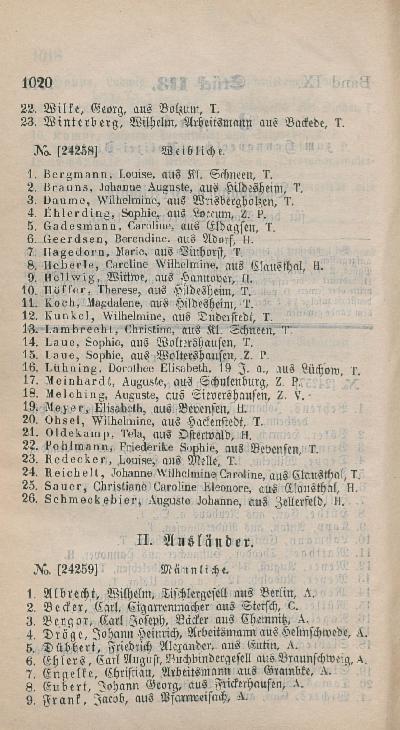 1020
22. Wilke, Georg, aus Bolzum, T.
23. Winterberg, Wilhelm, Arbeitsmann aus Backede, T.
No. [24258] Weibliche.
1. Bergmann, Louise, aus Kl. Schneen, T.
2. Brauns, Johanne Auguste, aus Hildesheim, T.
3. Daume, Wilhelmine, aus Wrisbergholzen, T.
4. Ehlerding, Sophie, aus Loccum, Z. P.
5. Gadesmann, Caroline, aus Eldagsen, T.
6. Geerdsen, Berendine, aus Adorf, H.
7. Hagedorn, Marie, aus Vinhorst, T.
8. Heberle, Caroline Wilhelmine, aus Clausthal, H.
9. Hellwig, Wittwe, aus Hannover, H.
10. Höffler, Therese, aus Hildesheim, T.
11. Koch, Magdalene, aus Hildesheim, T.
12. Kunkel, Wilhelmine, aus Duderstedt, T.
13. Lambrecht, Christine, aus Kl. Schneen, T.
14. Laue, Sophie, aus Woltershausen, T.
15. Laue, Sophie, aus Woltershausen, Z. P.
16. Lühning, Dorothee Elisabeth, 19 J. a., aus Lüchow, T.
17. Meinhardt, Auguste, aus Schulenburg, Z. P.
18. Melching, Auguste, aus Sievershausen, Z. V.
19. Meyer, Elisabeth, aus Bevensen, H.
20. Ohsel, Wilhelmine, aus Hackenstedt, T.
21. Oldekamp, Tela, aus Osterwald, H.
22. Pohlmann, Friederike Sophie, aus Bevensen, T.
23. Redecker, Louise, aus Melle, T.
24. Reichelt, Johanne Wilhelmine Caroline, aus Clausthal, T.
25. Sauer, Christiane Caroline Eleonore, aus Clausthal, H.
26. Schmeckebier, Auguste Johanne, aus Zellerfeld, H.
H. Ausländer.
No. [24259] Männliche.
1. Albrecht, Wilhelm, Tischlergesell aus Berlin, A.
2. Becker, Carl, Cigarrenmacher aus C.
3. Berger, Carl Joseph, Bäcker aus Chemnitz, A.
4. Dröge, Johann Heinrich, Arbeitsmann aus Helmschwede, A.
5. Dübbert, Friedrich Alexander, aus Eutin, A.
6. Ehlers, Carl August, Buchbindergesell aus Braunschweig, A.
7. Engelke, Christian, Arbeitsmann aus Grambke, A.
8. Eubert, Johann Georg, aus Frickerhausen, A.
9. Frank, Jacob, aus Pfarrweisach, A.